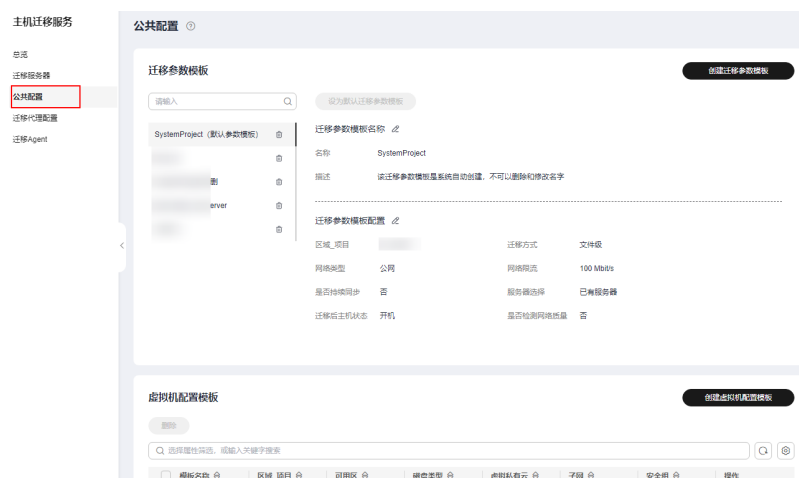 主机迁移服务
总览
迁移服务器
公共配置
迁移代理配置
迁移Agent
公共配置
迁移参数模板
创建迁移参数模板
请输入
设为默认迁移参数模板
SystemProject（默认参数模板）
删
erver
迁移参数模板名称
名称 SystemProject
描述 该迁移参数模板是系统自动创建，不可以删除和修改名字
迁移参数模板配置
区域_项目 迁移方式 文件级
网络类型 公网 网络限流 100 Mbit/s
是否持续同步 否 服务器选择 已有服务器
迁移后主机状态 开机 是否检测网络质量 否
虚拟机配置模板
创建虚拟机配置模板
删除
选择属性筛选，或输入关键字搜索
模板名称 区域_项目 可用区 磁盘类型 虚拟私有云 子网 安全组 操作